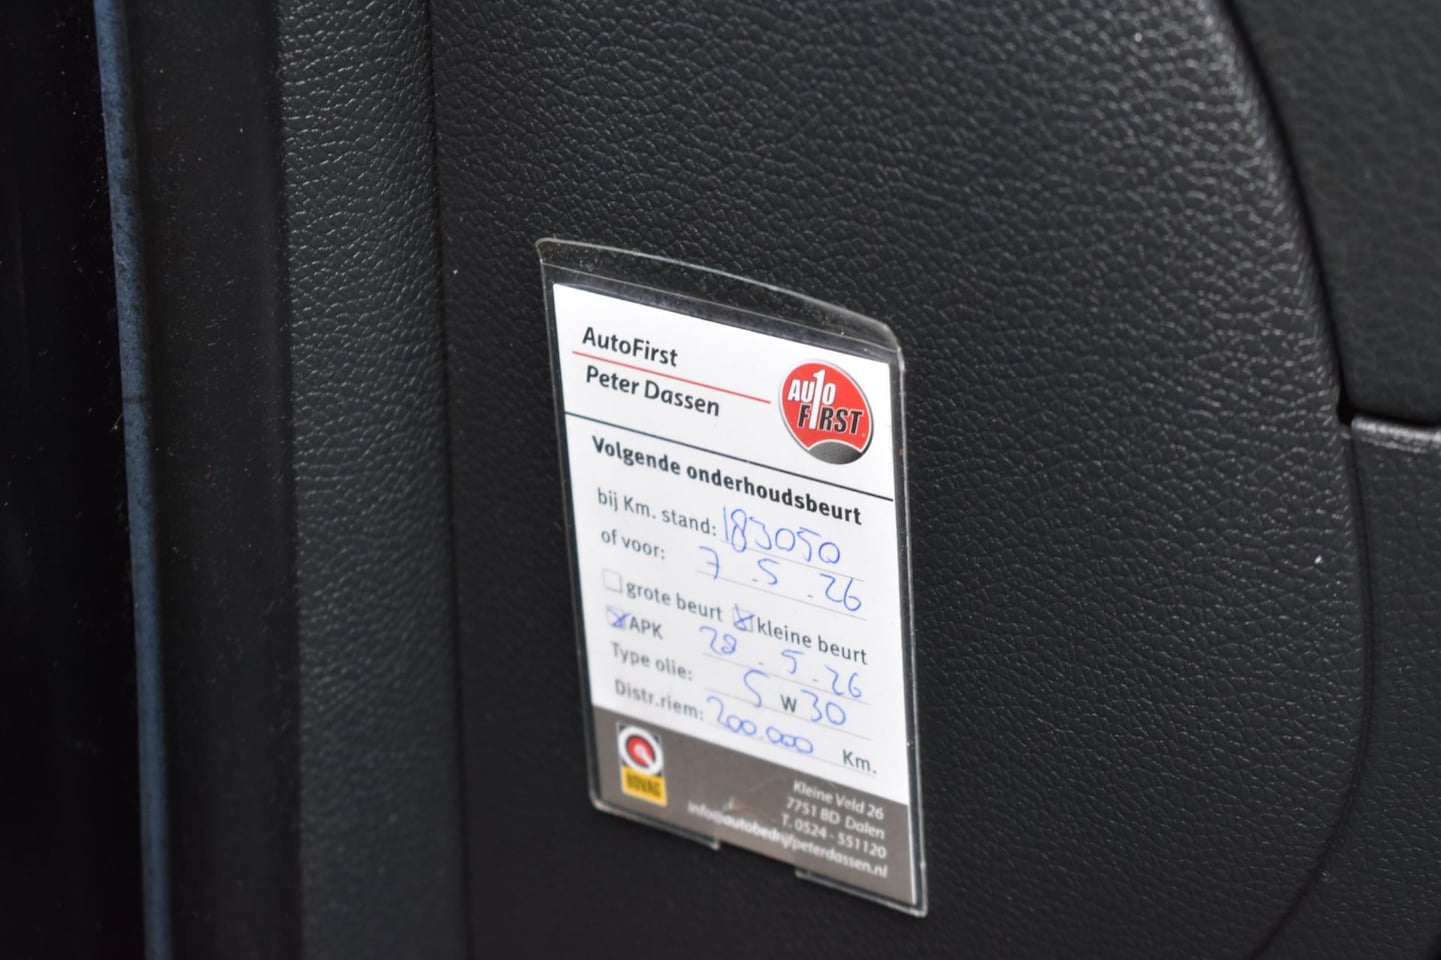 AutoFirst
Peter Dassen
AUTO
FIRST
Volgende onderhoudsbeurt
bij Km. stand: 183050
of voor: 7.5.26
grote beurt kleine beurt
APK 28.5.26
Type olie: 5 W 30
Distr.riem: 200.000 Km.
BOVAG
Kleine Veld 26
7751 BD Dalen
T. 0524 - 551120
info@autobedrijfpeterdassen.nl